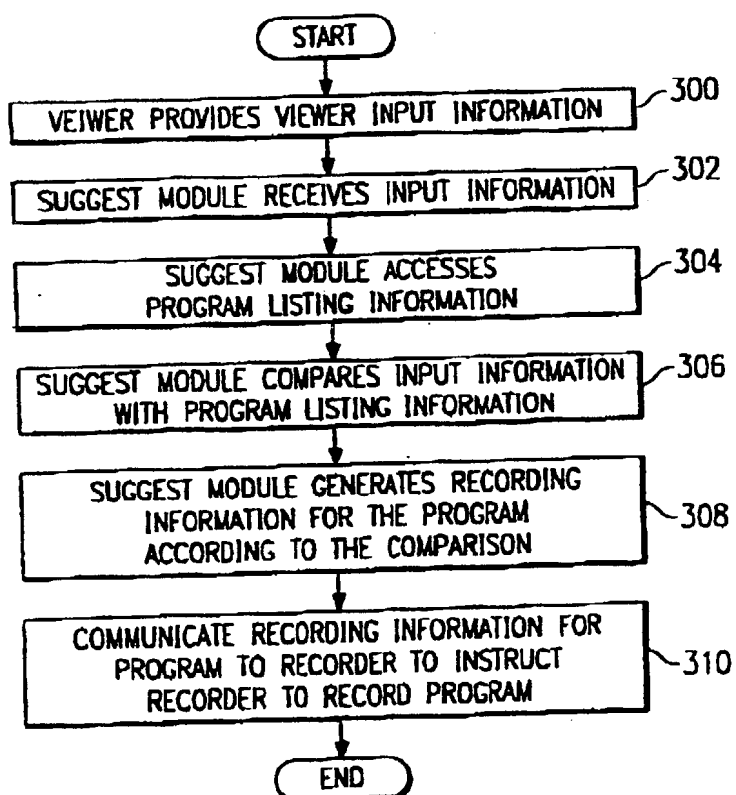 START
VEIWER PROVIDES VIEWER INPUT INFORMATION
300
SUGGEST MODULE RECEIVES INPUT INFORMATION
302
SUGGEST MODULE ACCESSES
PROGRAM LISTING INFORMATION
304
SUGGEST MODULE COMPARES INPUT INFORMATION
WITH PROGRAM LISTING INFORMATION
306
SUGGEST MODULE GENERATES RECORDING
INFORMATION FOR THE PROGRAM
ACCORDING TO THE COMPARISON
308
COMMUNICATE RECORDING INFORMATION FOR
PROGRAM TO RECORDER TO INSTRUCT
RECORDER TO RECORD PROGRAM
310
END